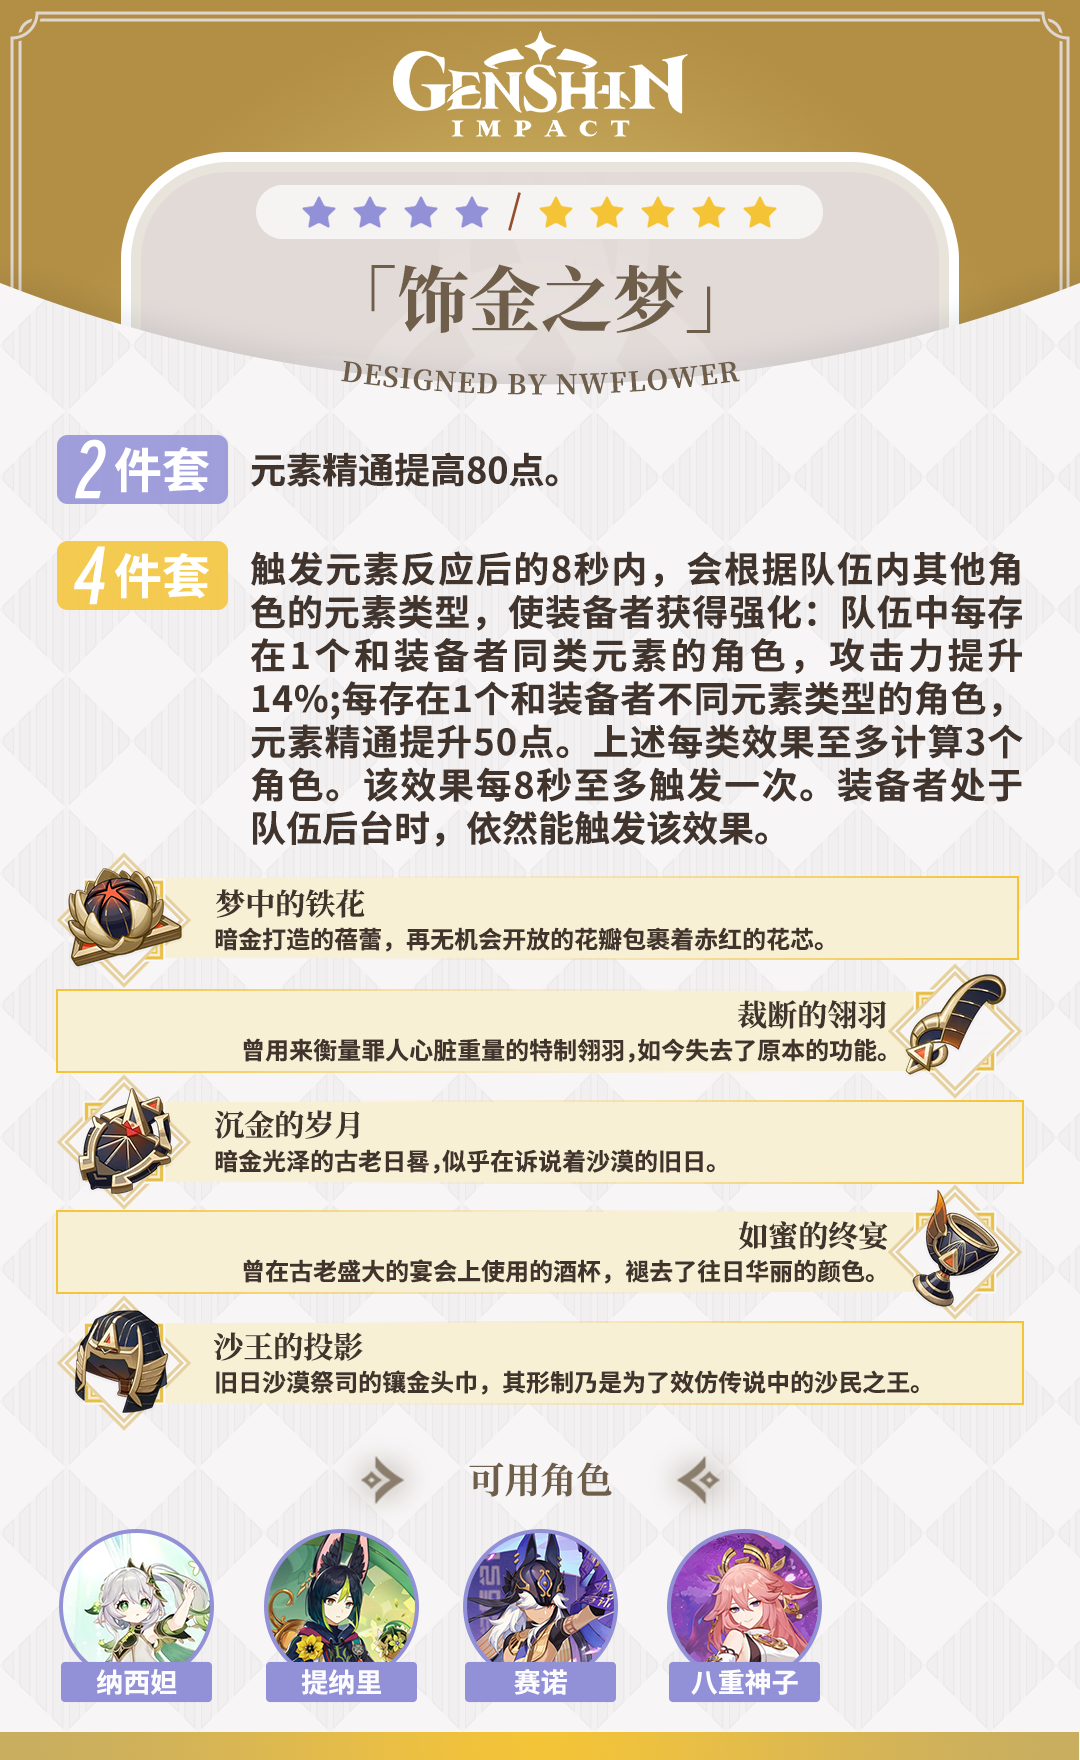 GENSHIN
IMPACT
「饰金之梦」
DESIGNED BY NWFLOWER
2件套
元素精通提高80点。
4件套
触发元素反应后的8秒内，会根据队伍内其他角
色的元素类型，使装备者获得强化：队伍中每存
在1个和装备者同类元素的角色，攻击力提升
14%;每存在1个和装备者不同元素类型的角色，
元素精通提升50点。上述每类效果至多计算3个
角色。该效果每8秒至多触发一次。装备者处于
队伍后台时，依然能触发该效果。
梦中的铁花
暗金打造的蓓蕾，再无机会开放的花瓣包裹着赤红的花芯。
裁断的翎羽
曾用来衡量罪人心脏重量的特制翎羽,如今失去了原本的功能。
沉金的岁月
暗金光泽的古老日晷,似乎在诉说着沙漠的旧日。
如蜜的终宴
曾在古老盛大的宴会上使用的酒杯，褪去了往日华丽的颜色。
沙王的投影
旧日沙漠祭司的镶金头巾，其形制乃是为了效仿传说中的沙民之王。
可用角色
纳西妲
提纳里
赛诺
八重神子